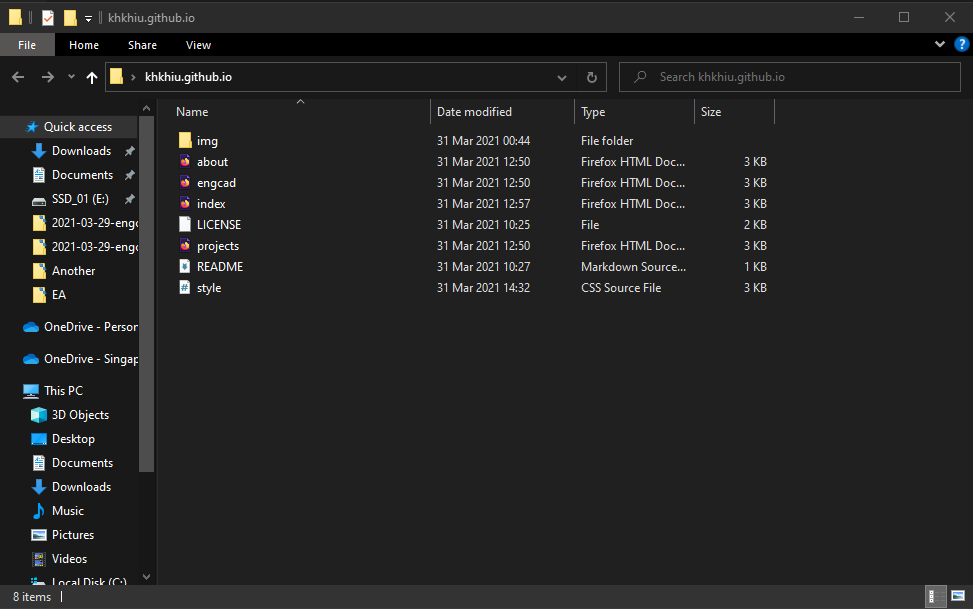 khkhiu.github.io
File Home Share View
khkhiu.github.io Search khkhiu.github.io
Name Date modified Type Size
Quick access
Downloads
Documents
SSD_01 (E:)
2021-03-29-engc
2021-03-29-engc
Another
EA
OneDrive - Person
OneDrive - Singap
This PC
3D Objects
Desktop
Documents
Downloads
Music
Pictures
Videos
Local Disk (C:)
img 31 Mar 2021 00:44 File folder
about 31 Mar 2021 12:50 Firefox HTML Doc... 3 KB
engcad 31 Mar 2021 12:50 Firefox HTML Doc... 3 KB
index 31 Mar 2021 12:57 Firefox HTML Doc... 3 KB
LICENSE 31 Mar 2021 10:25 File 2 KB
projects 31 Mar 2021 12:50 Firefox HTML Doc... 3 KB
README 31 Mar 2021 10:27 Markdown Source... 1 KB
style 31 Mar 2021 14:32 CSS Source File 3 KB
8 items